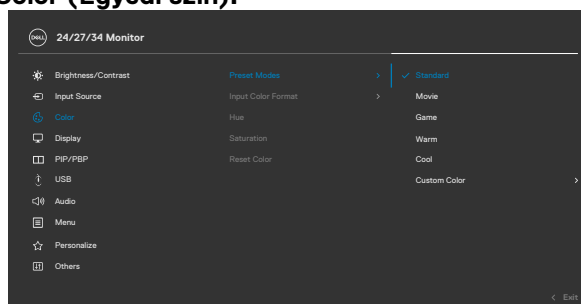 Color (Egyedi szín).
DELL 24/27/34 Monitor
Brightness/Contrast Preset Modes > ✓ Standard
Input Source Input Color Format > Movie
Color Hue Game
Display Saturation Warm
PIP/PBP Reset Color Cool
USB Custom Color >
Audio
Menu
Personalize
Others
< Exit